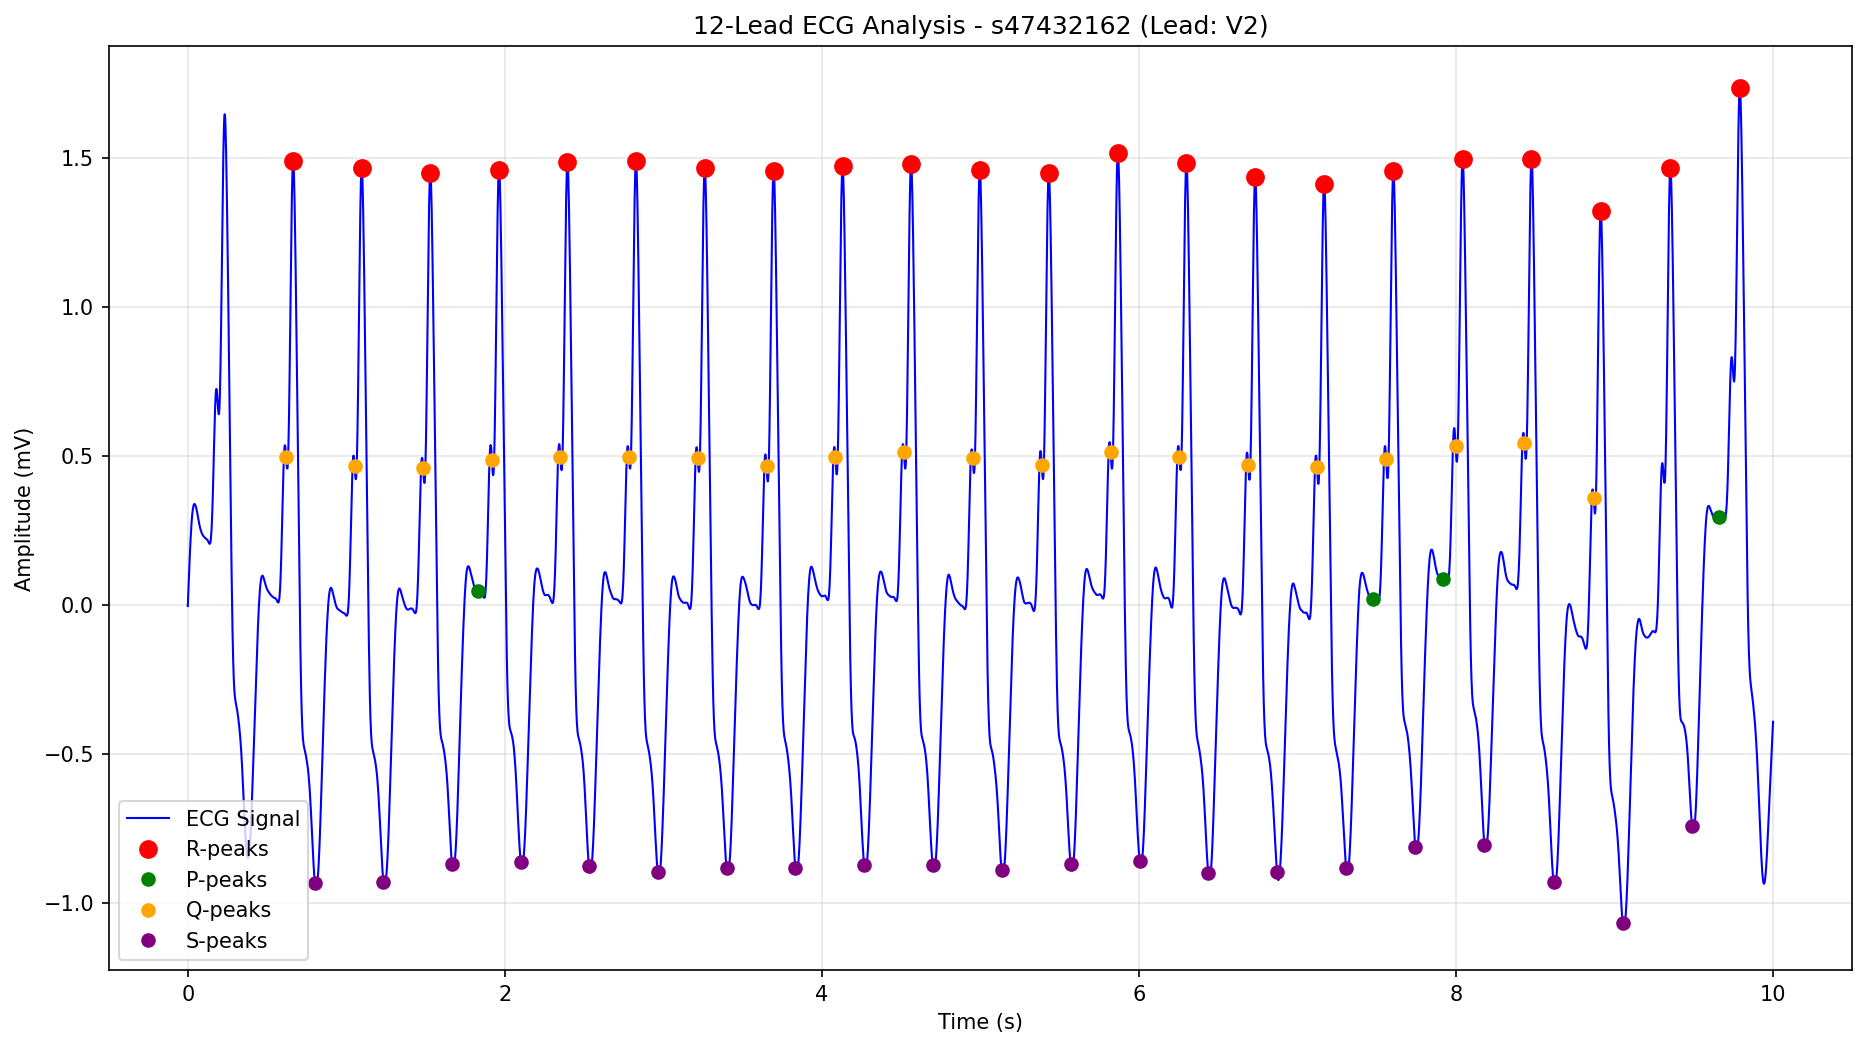 12-Lead ECG Analysis - s47432162 (Lead: V2)
Amplitude (mV)
1.5
1.0
0.5
0.0
−0.5
−1.0
ECG Signal
R-peaks
P-peaks
Q-peaks
S-peaks
0 2 4 6 8 10
Time (s)